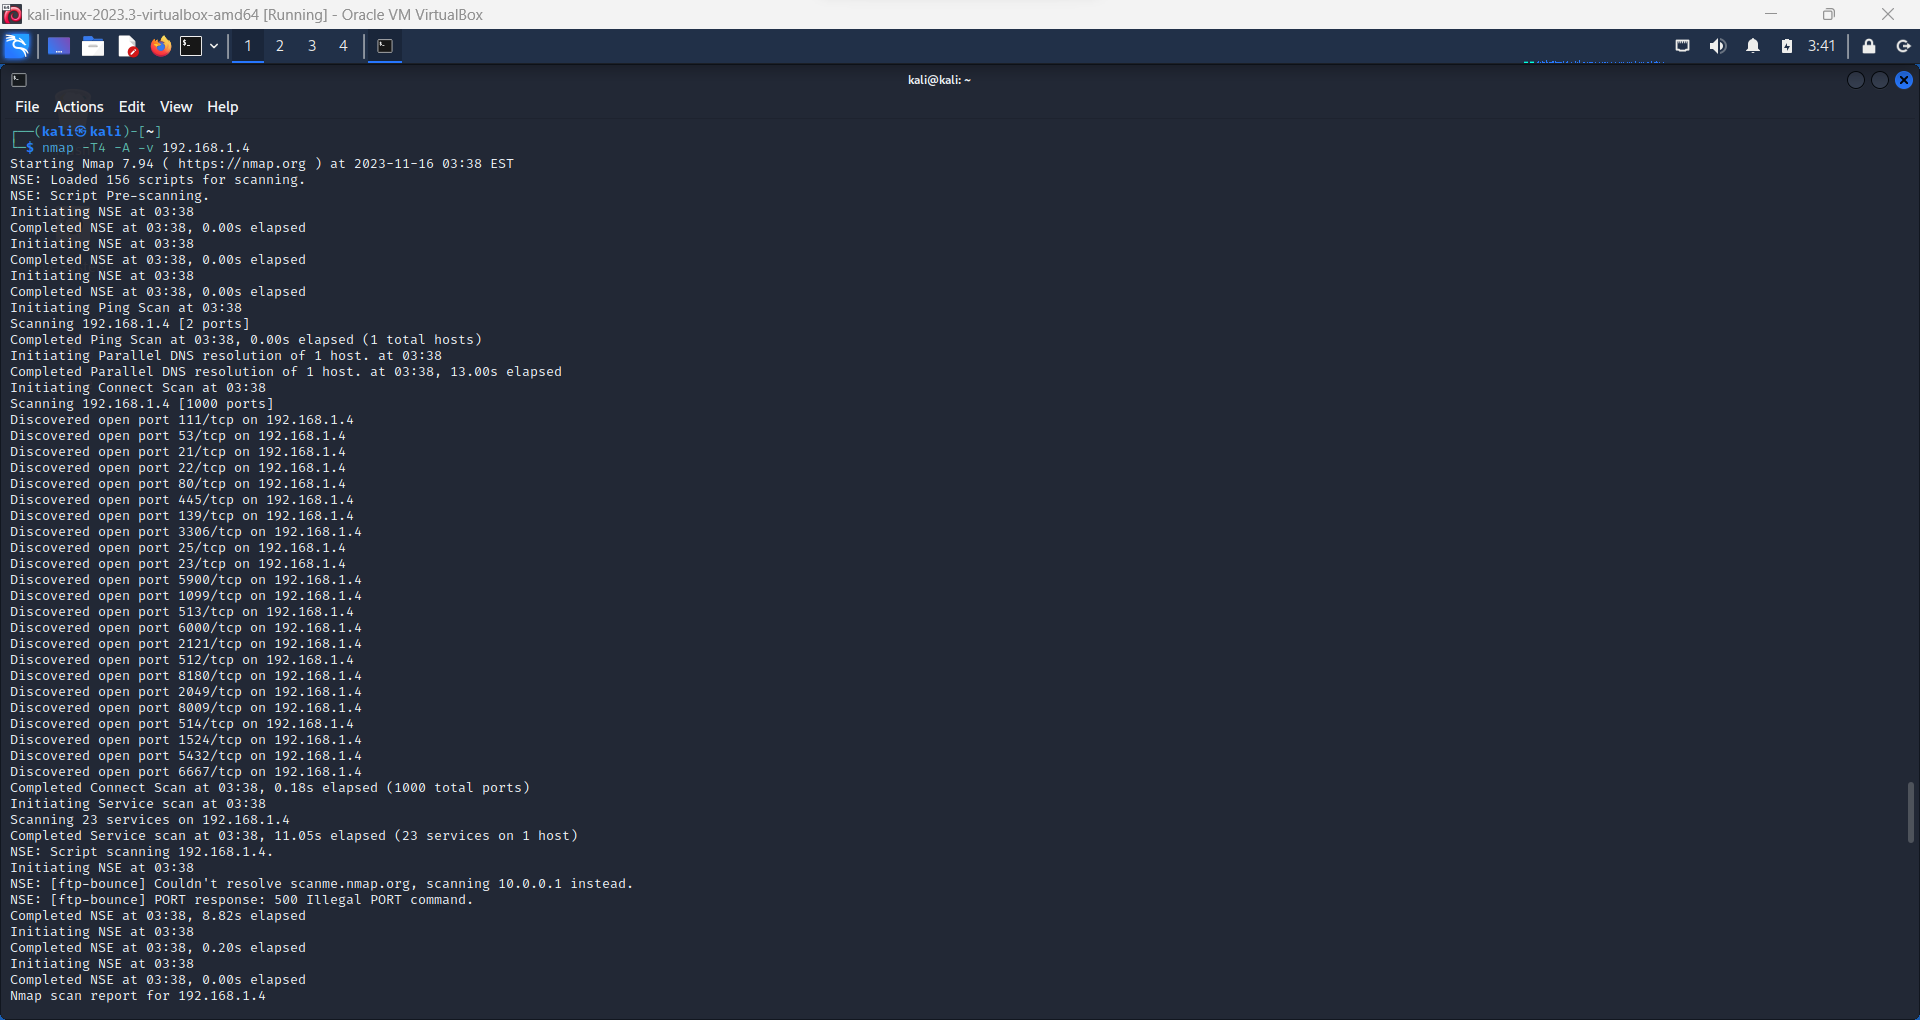 kali-linux-2023.3-virtualbox-amd64 [Running] - Oracle VM VirtualBox
1 2 3 4 3:41
kali@kali: ~
File Actions Edit View Help
┌──(kali㉿kali)-[~]
└─$ nmap -T4 -A -v 192.168.1.4
Starting Nmap 7.94 ( https://nmap.org ) at 2023-11-16 03:38 EST
NSE: Loaded 156 scripts for scanning.
NSE: Script Pre-scanning.
Initiating NSE at 03:38
Completed NSE at 03:38, 0.00s elapsed
Initiating NSE at 03:38
Completed NSE at 03:38, 0.00s elapsed
Initiating NSE at 03:38
Completed NSE at 03:38, 0.00s elapsed
Initiating Ping Scan at 03:38
Scanning 192.168.1.4 [2 ports]
Completed Ping Scan at 03:38, 0.00s elapsed (1 total hosts)
Initiating Parallel DNS resolution of 1 host. at 03:38
Completed Parallel DNS resolution of 1 host. at 03:38, 13.00s elapsed
Initiating Connect Scan at 03:38
Scanning 192.168.1.4 [1000 ports]
Discovered open port 111/tcp on 192.168.1.4
Discovered open port 53/tcp on 192.168.1.4
Discovered open port 21/tcp on 192.168.1.4
Discovered open port 22/tcp on 192.168.1.4
Discovered open port 80/tcp on 192.168.1.4
Discovered open port 445/tcp on 192.168.1.4
Discovered open port 139/tcp on 192.168.1.4
Discovered open port 3306/tcp on 192.168.1.4
Discovered open port 25/tcp on 192.168.1.4
Discovered open port 23/tcp on 192.168.1.4
Discovered open port 5900/tcp on 192.168.1.4
Discovered open port 1099/tcp on 192.168.1.4
Discovered open port 513/tcp on 192.168.1.4
Discovered open port 6000/tcp on 192.168.1.4
Discovered open port 2121/tcp on 192.168.1.4
Discovered open port 512/tcp on 192.168.1.4
Discovered open port 8180/tcp on 192.168.1.4
Discovered open port 2049/tcp on 192.168.1.4
Discovered open port 8009/tcp on 192.168.1.4
Discovered open port 514/tcp on 192.168.1.4
Discovered open port 1524/tcp on 192.168.1.4
Discovered open port 5432/tcp on 192.168.1.4
Discovered open port 6667/tcp on 192.168.1.4
Completed Connect Scan at 03:38, 0.18s elapsed (1000 total ports)
Initiating Service scan at 03:38
Scanning 23 services on 192.168.1.4
Completed Service scan at 03:38, 11.05s elapsed (23 services on 1 host)
NSE: Script scanning 192.168.1.4.
Initiating NSE at 03:38
NSE: [ftp-bounce] Couldn't resolve scanme.nmap.org, scanning 10.0.0.1 instead.
NSE: [ftp-bounce] PORT response: 500 Illegal PORT command.
Completed NSE at 03:38, 8.82s elapsed
Initiating NSE at 03:38
Completed NSE at 03:38, 0.20s elapsed
Initiating NSE at 03:38
Completed NSE at 03:38, 0.00s elapsed
Nmap scan report for 192.168.1.4